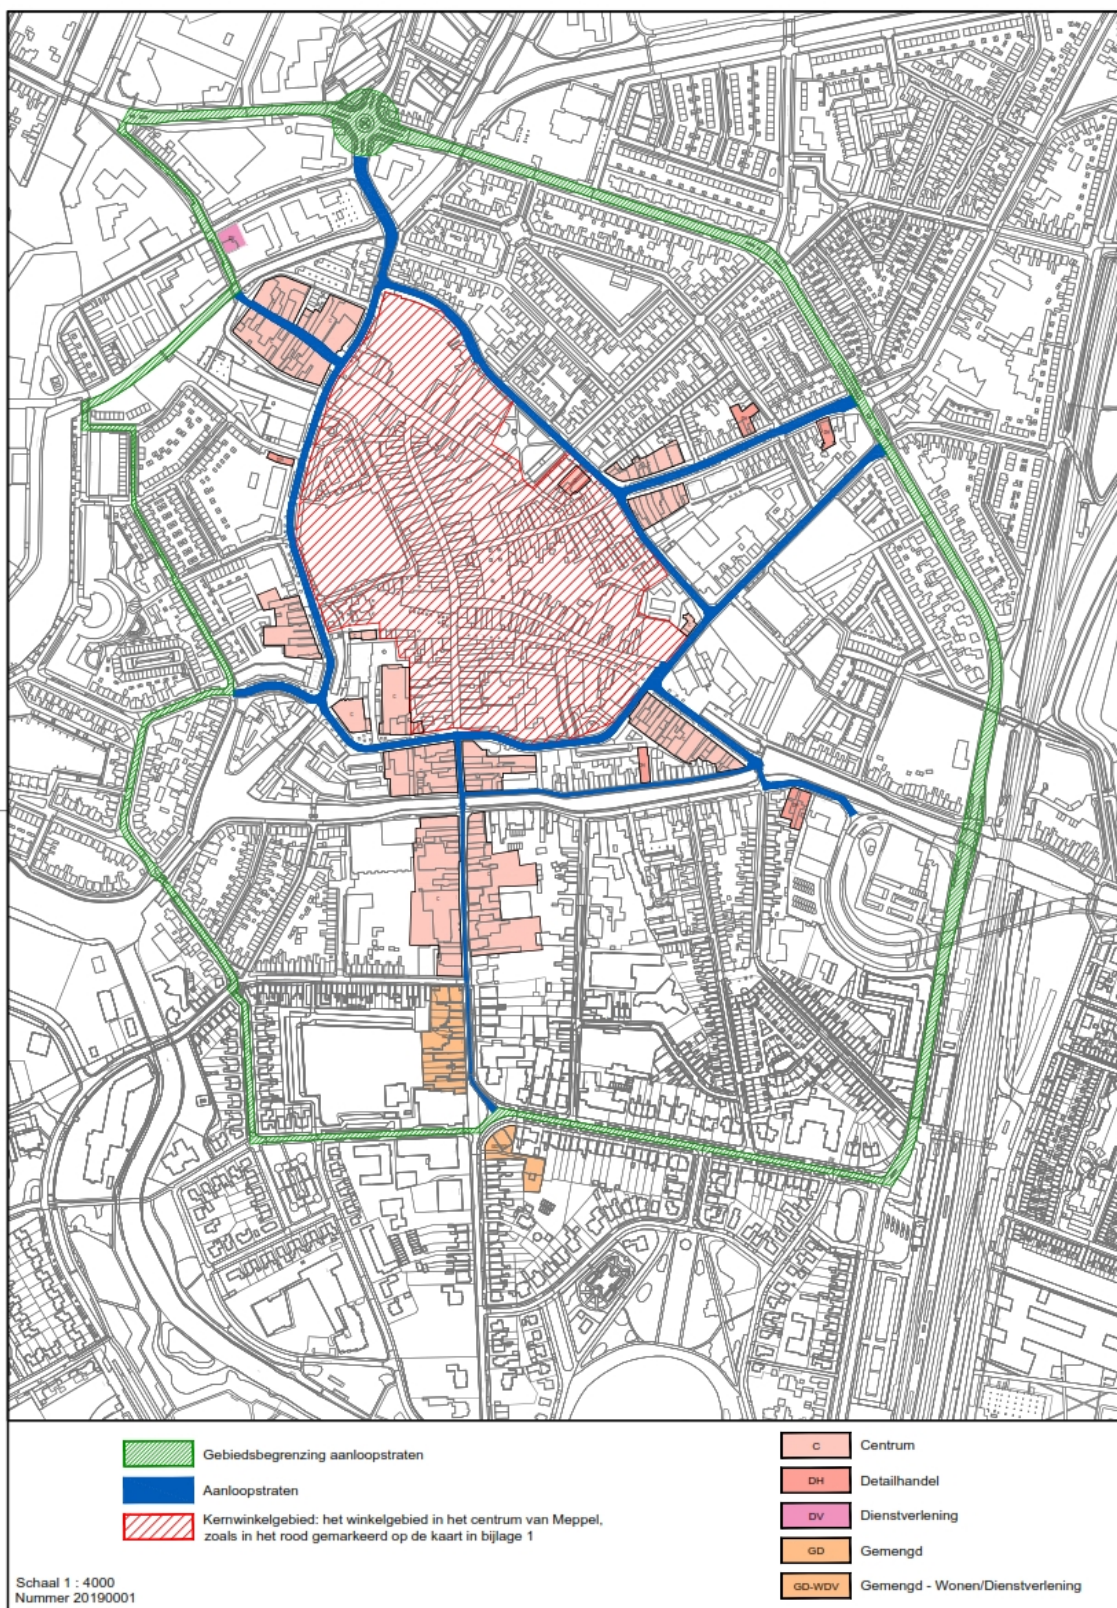 Gebiedsbegrenzing aanloopstraten
Aanloopstraten
Kernwinkelgebied: het winkelgebied in het centrum van Meppel,
zoals in het rood gemarkeerd op de kaart in bijlage 1
C Centrum
DH Detailhandel
DV Dienstverlening
GD Gemengd
GD-WDV Gemengd - Wonen/Dienstverlening
Schaal 1 : 4000
Nummer 20190001